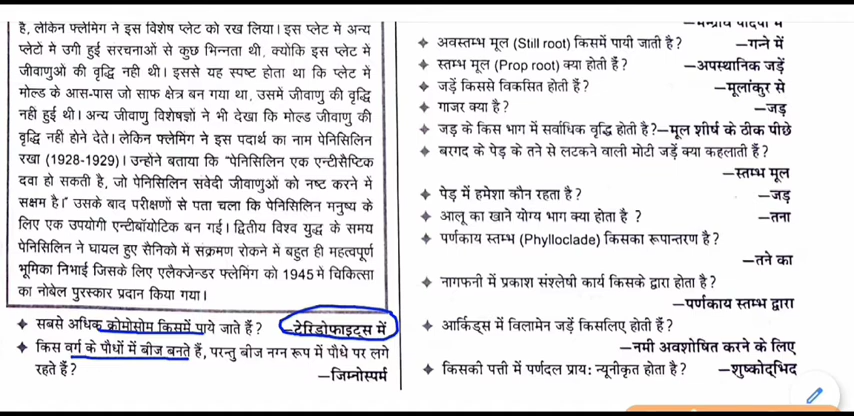 है, लेकिन फ्लेमिंग ने इस विशेष प्लेट को रख लिया। इस प्लेट में अन्य
प्लेटो मे उगी हुई सरचनाओं से कुछ भिन्नता थी, क्योकि इस प्लेट में
जीवाणुओ की वृद्धि नही थी। इससे यह स्पष्ट होता था कि प्लेट में
मोल्ड के आस-पास जो साफ क्षेत्र बन गया था, उसमें जीवाणु की वृद्धि
नही हुई थी। अन्य जीवाणु विशेषज्ञों ने भी देखा कि मोल्ड जीवाणु की
वृद्धि नहीं होने देते। लेकिन फ्लेमिंग ने इस पदार्थ का नाम पेनिसिलिन
रखा (1928-1929)। उन्होंने बताया कि "पेनिसिलिन एक एन्टीसैप्टिक
दवा हो सकती है, जो पेनिसिलिन सवेदी जीवाणुओं को नष्ट करने में
सक्षम है।" उसके बाद परीक्षणों से पता चला कि पेनिसिलिन मनुष्य के
लिए एक उपयोगी एन्टीबॉयोटिक बन गई। द्वितीय विश्व युद्ध के समय
पेनिसिलिन ने घायल हुए सैनिको में सक्रमण रोकने में बहुत ही महत्वपूर्ण
भूमिका निभाई जिसके लिए एलैक्जेन्डर फ्लेमिंग को 1945 मे चिकित्सा
का नोबेल पुरस्कार प्रदान किया गया।
❖ सबसे अधिक क्रोमोसोम किसमें पाये जाते हैं? —टेरिडोफाइट्स में
❖ किस वर्ग के पौधों में बीज बनते हैं, परन्तु बीज नग्न रूप में पौधे पर लगे
रहते हैं? —जिम्नोस्पर्म
❖ अवस्तम्भ मूल (Still root) किसमें पायी जाती है? —गन्ने में
❖ स्तम्भ मूल (Prop root) क्या होती हैं? —अपस्थानिक जड़ें
❖ जड़ें किससे विकसित होती हैं? —मूलांकुर से
❖ गाजर क्या है? —जड़
❖ जड़ के किस भाग में सर्वाधिक वृद्धि होती है?—मूल शीर्ष के ठीक पीछे
❖ बरगद के पेड़ के तने से लटकने वाली मोटी जड़ें क्या कहलाती हैं?
—स्तम्भ मूल
❖ पेड़ में हमेशा कौन रहता है? —जड़
❖ आलू का खाने योग्य भाग क्या होता है ? —तना
❖ पर्णकाय स्तम्भ (Phylloclade) किसका रूपान्तरण है?
—तने का
❖ नागफनी में प्रकाश संश्लेषी कार्य किसके द्वारा होता है?
—पर्णकाय स्तम्भ द्वारा
❖ आर्किड्स में विलामेन जड़ें किसलिए होती हैं?
—नमी अवशोषित करने के लिए
❖ किसकी पत्ती में पर्णदल प्राय: न्यूनीकृत होता है? —शुष्कोद्भिद